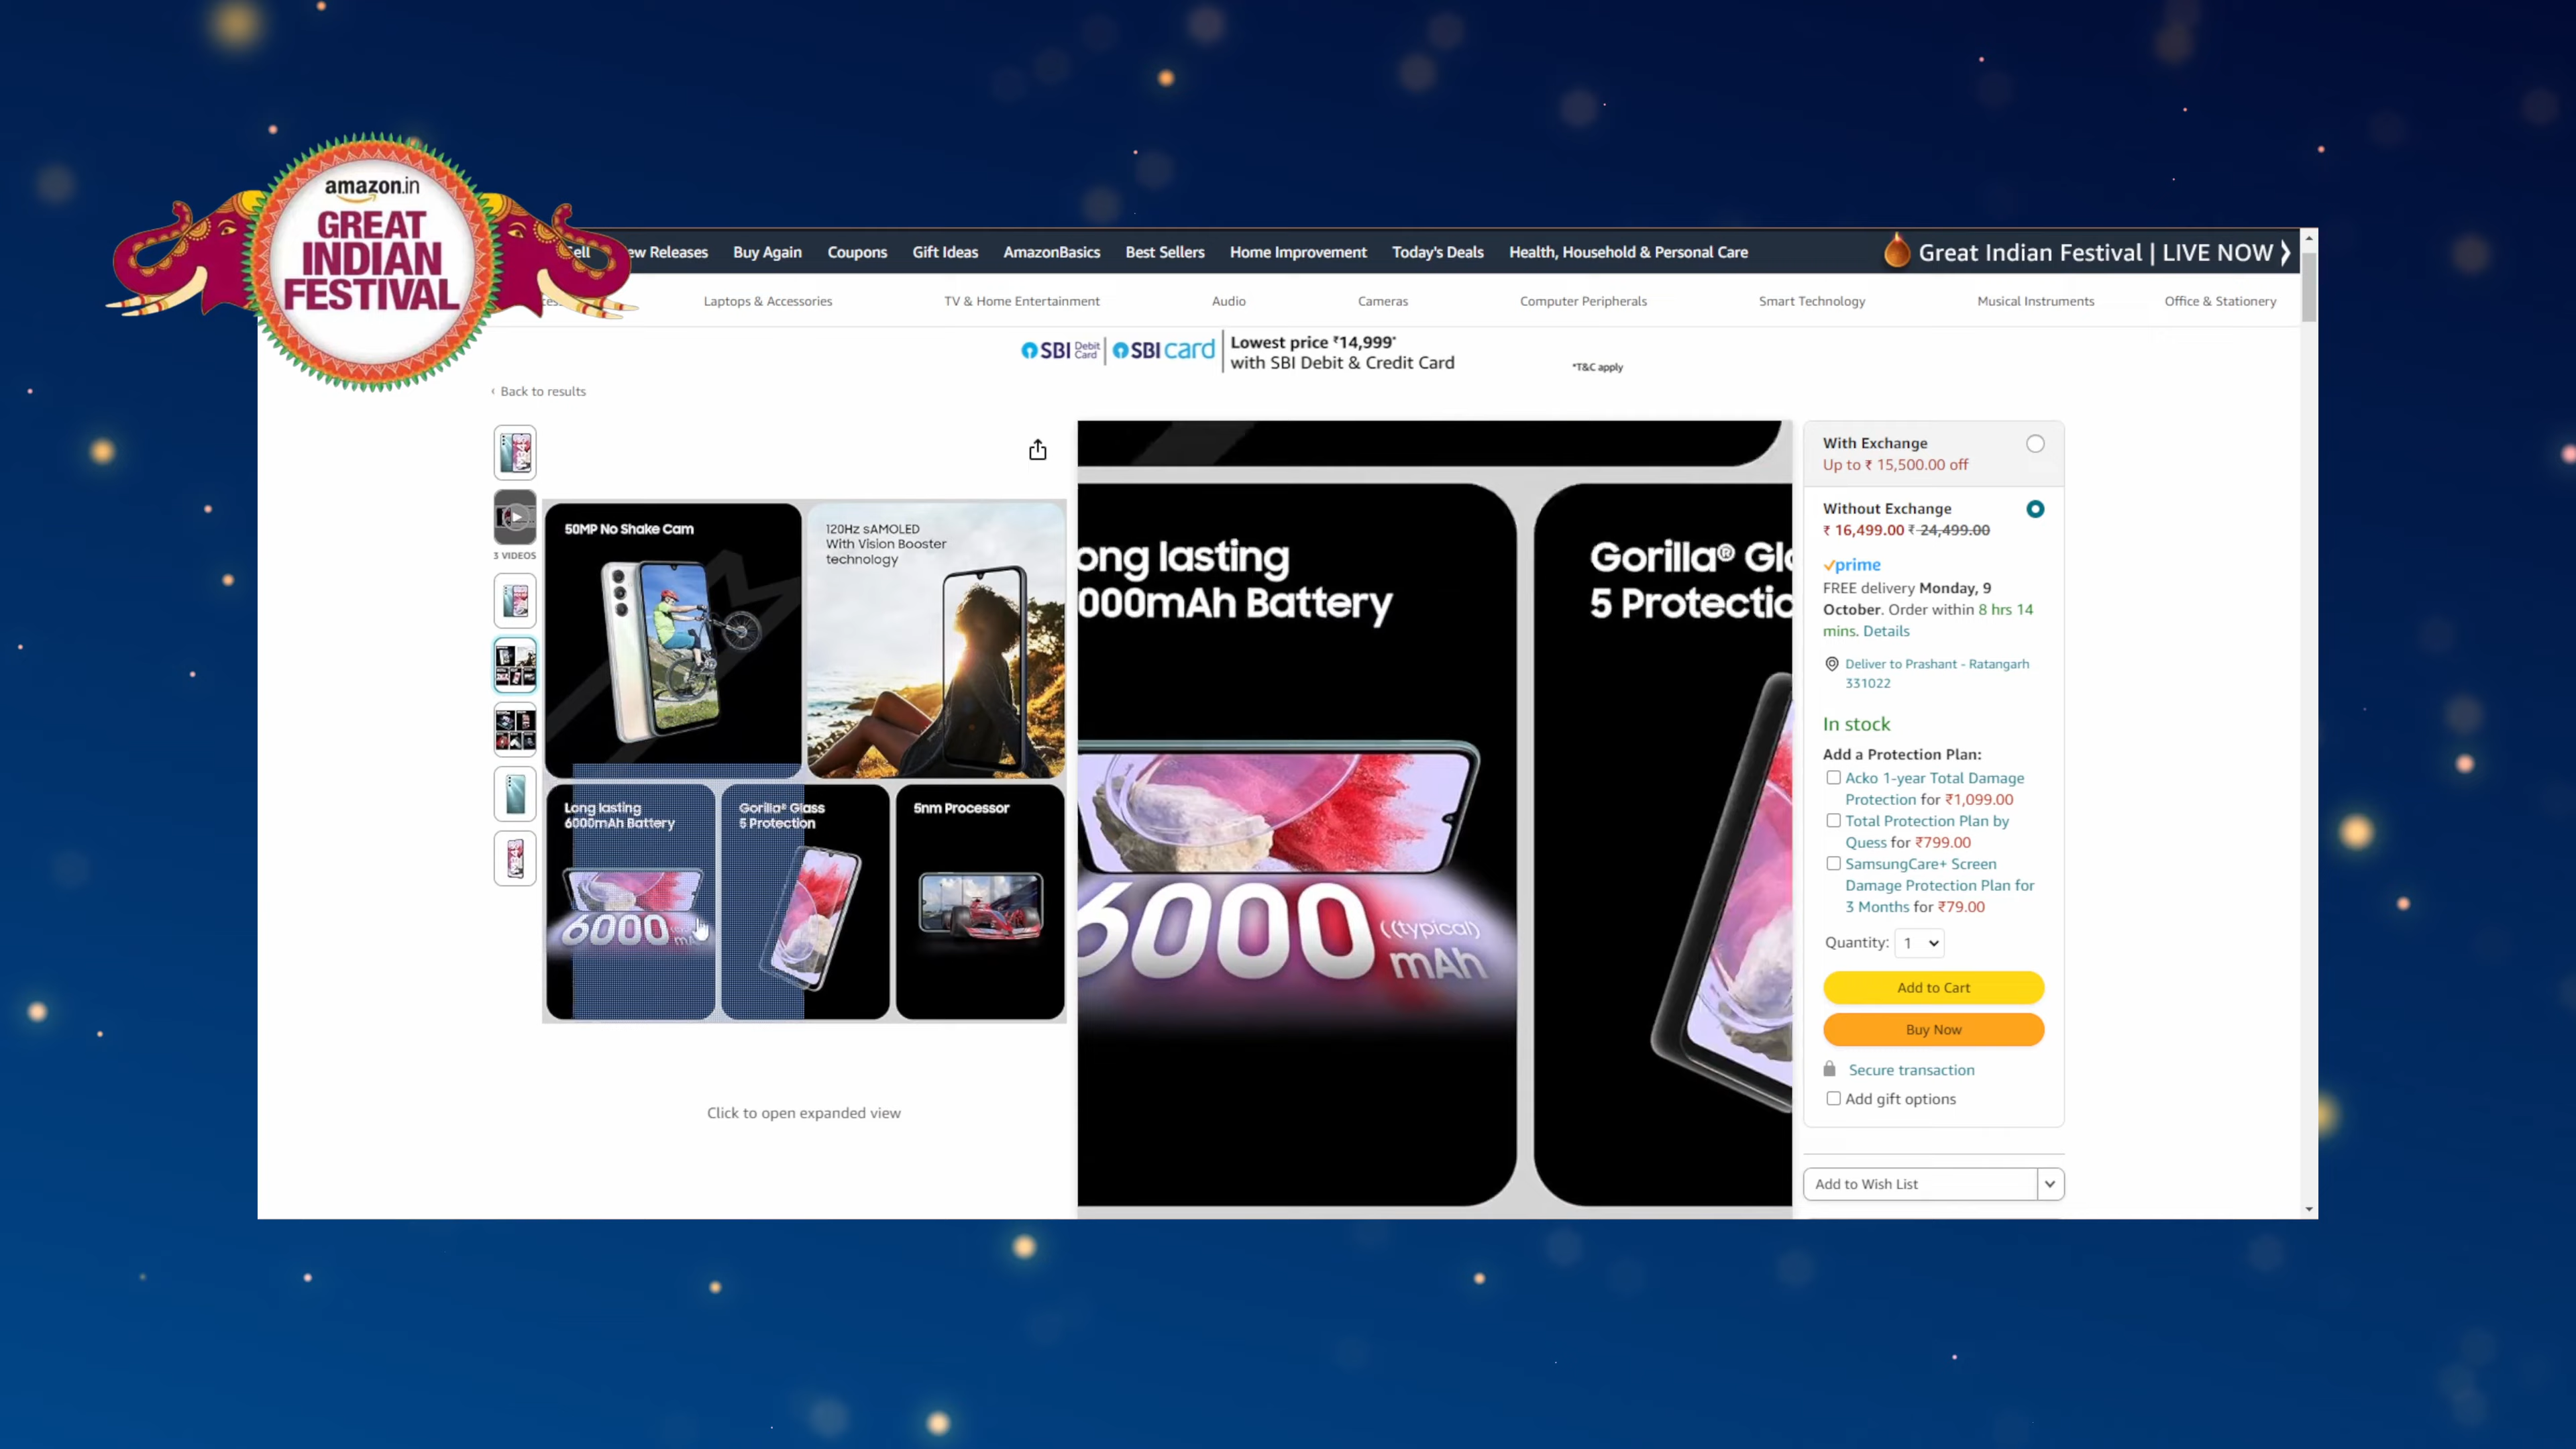 amazon.in
GREAT
INDIAN
FESTIVAL
ell
ew Releases
Buy Again
Coupons
Gift Ideas
AmazonBasics
Best Sellers
Home Improvement
Today's Deals
Health, Household & Personal Care
Great Indian Festival | LIVE NOW ❯
Laptops & Accessories
TV & Home Entertainment
Audio
Cameras
Computer Peripherals
Smart Technology
Musical Instruments
Office & Stationery
SBI Debit Card | SBI card
Lowest price ₹14,999*
with SBI Debit & Credit Card
*T&C apply
‹ Back to results
3 VIDEOS
50MP No Shake Cam
120Hz sAMOLED
With Vision Booster
technology
Long lasting
6000mAh Battery
6000
Gorilla® Glass
5 Protection
5nm Processor
Click to open expanded view
ong lasting
000mAh Battery
6000 (typical)
mAh
Gorilla® Gl
5 Protectio
With Exchange
Up to ₹ 15,500.00 off
Without Exchange
₹ 16,499.00 ₹ 24,499.00
prime
FREE delivery Monday, 9
October. Order within 8 hrs 14
mins. Details
Deliver to Prashant - Ratangarh
331022
In stock
Add a Protection Plan:
Acko 1-year Total Damage
Protection for ₹1,099.00
Total Protection Plan by
Quess for ₹799.00
SamsungCare+ Screen
Damage Protection Plan for
3 Months for ₹79.00
Quantity: 1
Add to Cart
Buy Now
Secure transaction
Add gift options
Add to Wish List